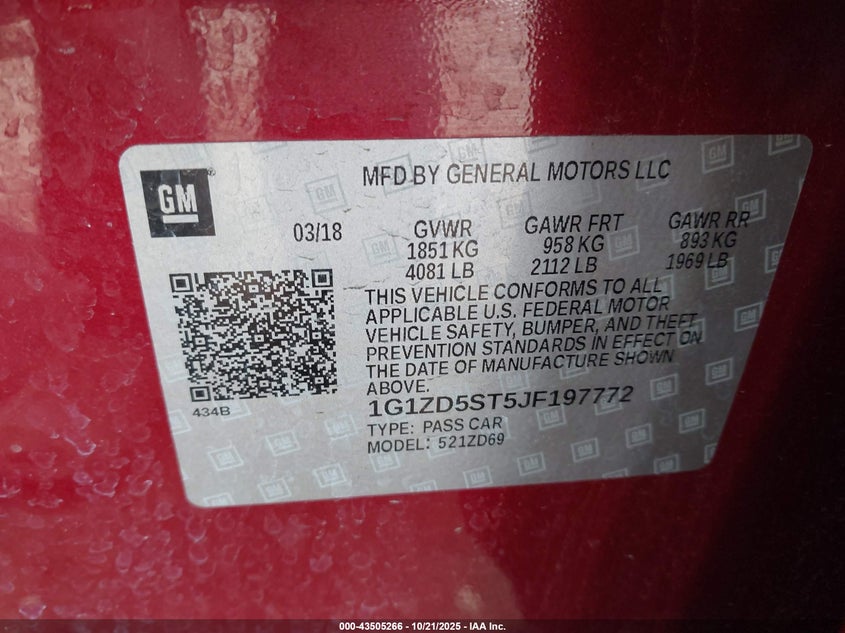 GM
MFD BY GENERAL MOTORS LLC
03/18
GVWR GAWR FRT GAWR RR
1851 KG 958 KG 893 KG
4081 LB 2112 LB 1969 LB
THIS VEHICLE CONFORMS TO ALL
APPLICABLE U.S. FEDERAL MOTOR
VEHICLE SAFETY, BUMPER, AND THEFT
PREVENTION STANDARDS IN EFFECT ON
THE DATE OF MANUFACTURE SHOWN
ABOVE.
434B
1G1ZD5ST5JF197772
TYPE: PASS CAR
MODEL: 521ZD69
000-43505266 - 10/21/2025 - IAA Inc.